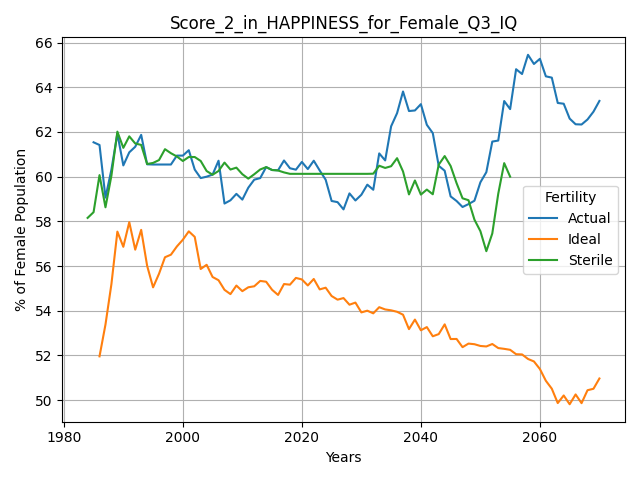 Score_2_in_HAPPINESS_for_Female_Q3_IQ
66
64
62
60
58
56
54
52
50
% of Female Population
Fertility
Actual
Ideal
Sterile
1980 2000 2020 2040 2060
Years